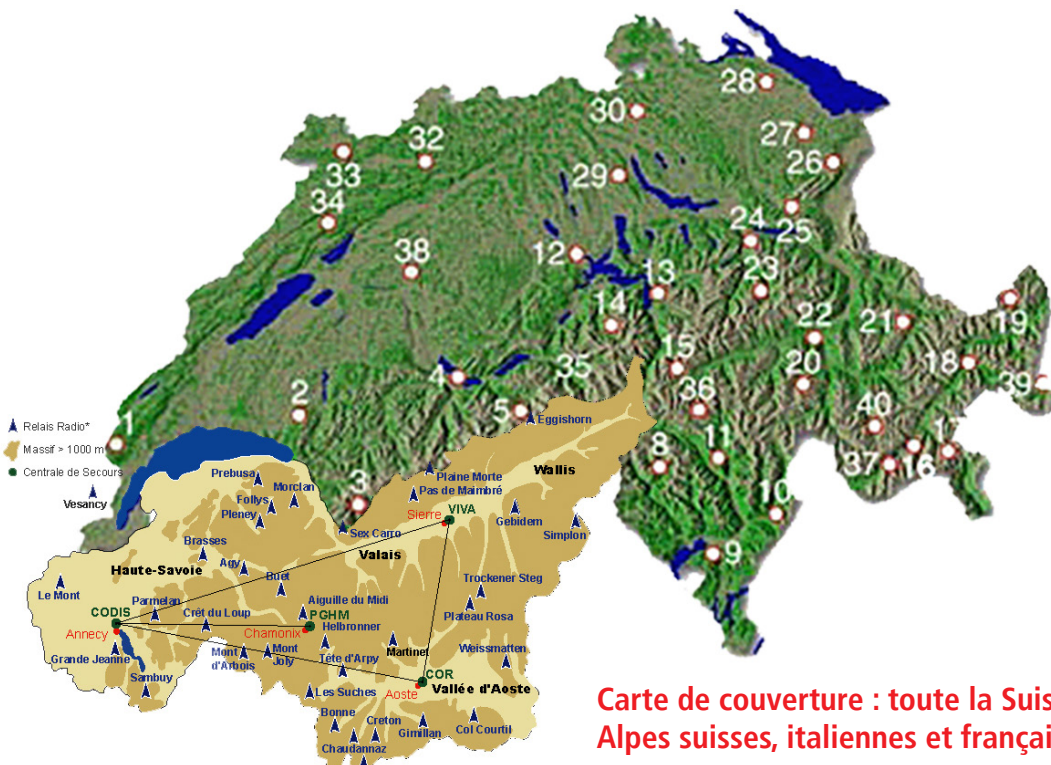 28
30
27
32
33
26
29
34
25
24
12
38
13
23
14
19
22
21
15
35
18
20
4
36
39
2
5
40
1
11
8
37
16
3
10
9
Relais Radio*
Massif > 1000 m
Centrale de Secours
Vesancy
Eggishorn
Prebusa
Plaine Morte
Wallis
Morclan
Pas de Maimbré
Follys
Pleney
Sierre
VIVA
Gebidem
Sex Carro
Simplon
Brasses
Valais
Haute-Savoie
Agy
Buet
Trockener Steg
Le Mont
Parmelan
Aiguille du Midi
CODIS
Crêt du Loup
PGHM
Plateau Rosa
Annecy
Chamonix
Helbronner
Grande Jeanne
Mont d'Arbois
Mont Joly
Martinet
Weissmatten
Tête d'Arpy
Sambuy
COR
Les Suches
Aoste
Vallée d'Aoste
Bonne
Creton
Gimillan
Col Courtil
Chaudannaz
Carte de couverture : toute la Suis
Alpes suisses, italiennes et françai